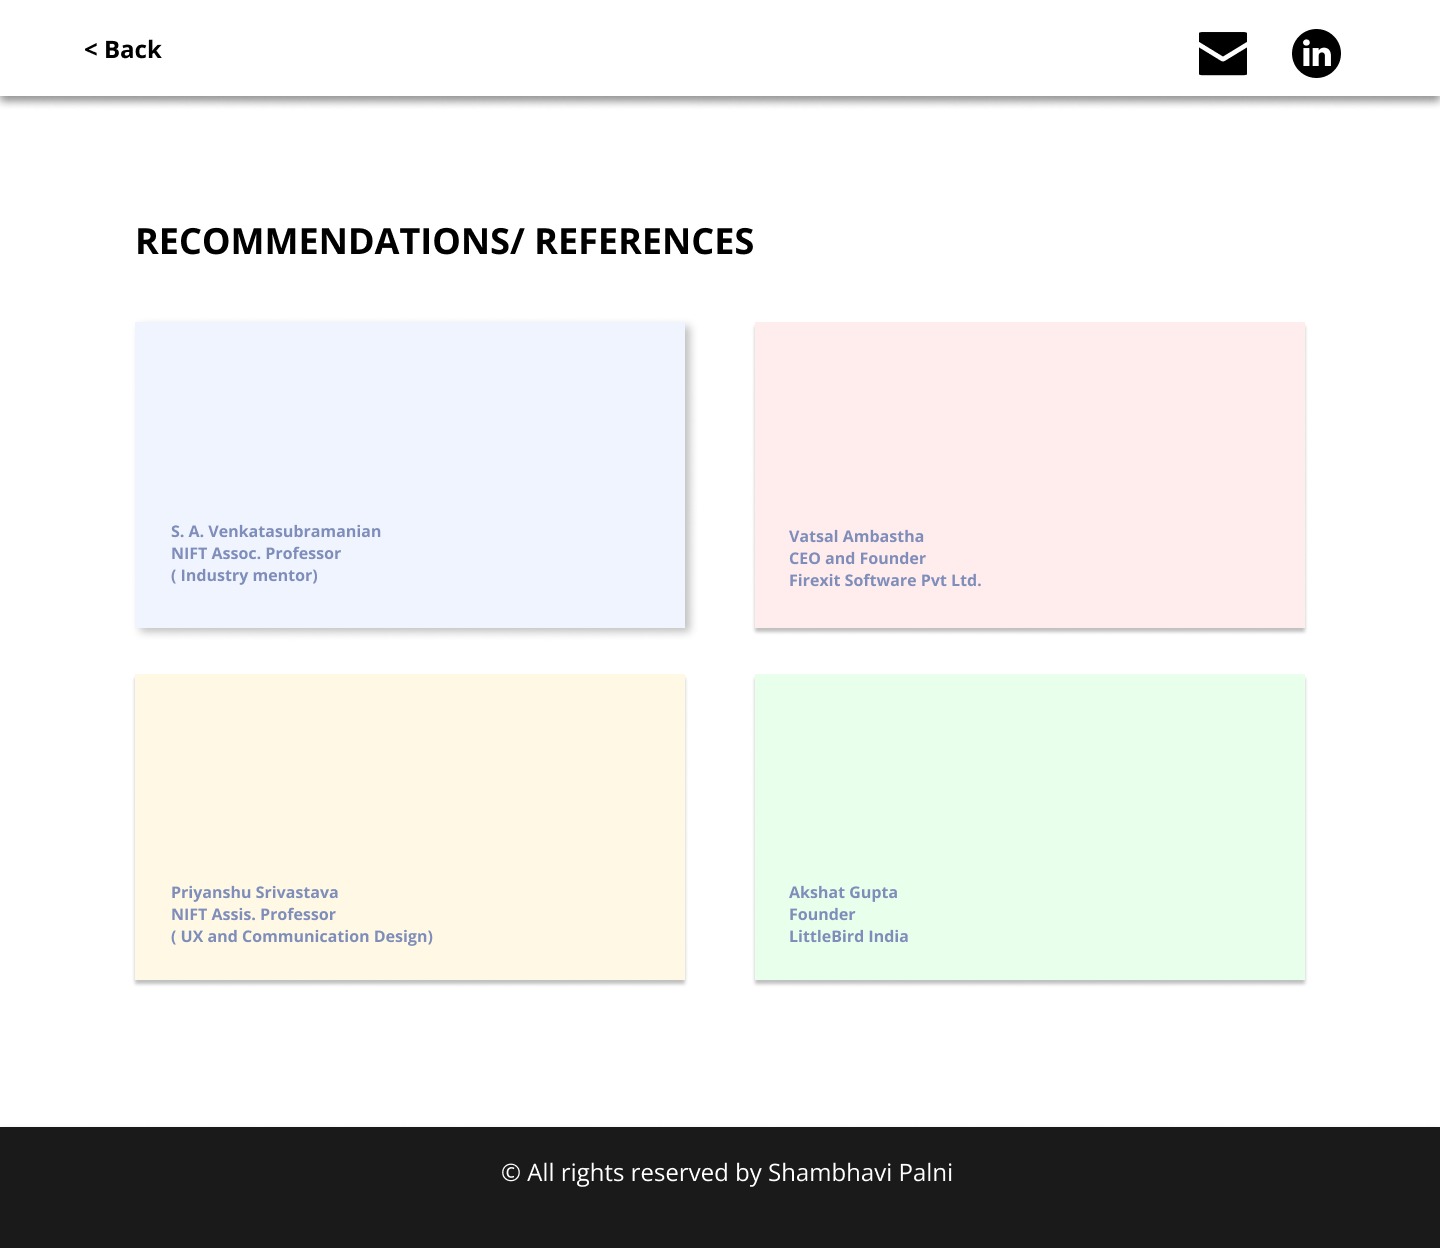 < Back
in
RECOMMENDATIONS/ REFERENCES
S. A. Venkatasubramanian
NIFT Assoc. Professor
( Industry mentor)
Vatsal Ambastha
CEO and Founder
Firexit Software Pvt Ltd.
Priyanshu Srivastava
NIFT Assis. Professor
( UX and Communication Design)
Akshat Gupta
Founder
LittleBird India
© All rights reserved by Shambhavi Palni